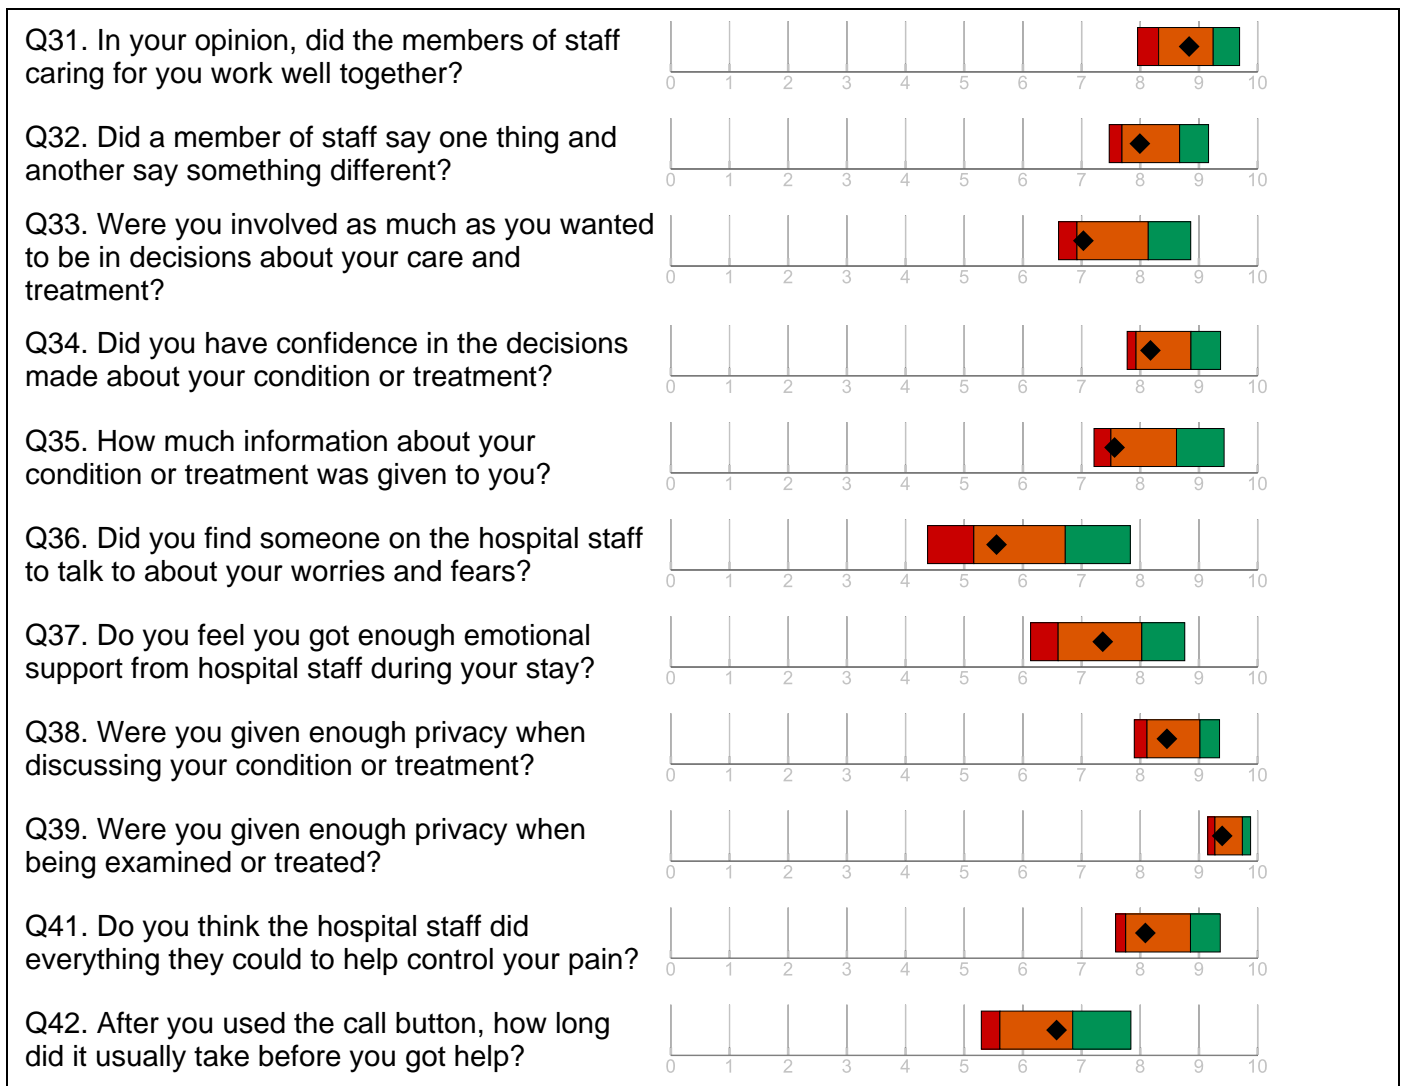 Q31. In your opinion, did the members of staff
caring for you work well together?
0 1 2 3 4 5 6 7 8 9 10
Q32. Did a member of staff say one thing and
another say something different?
0 1 2 3 4 5 6 7 8 9 10
Q33. Were you involved as much as you wanted
to be in decisions about your care and
treatment?
0 1 2 3 4 5 6 7 8 9 10
Q34. Did you have confidence in the decisions
made about your condition or treatment?
0 1 2 3 4 5 6 7 8 9 10
Q35. How much information about your
condition or treatment was given to you?
0 1 2 3 4 5 6 7 8 9 10
Q36. Did you find someone on the hospital staff
to talk to about your worries and fears?
0 1 2 3 4 5 6 7 8 9 10
Q37. Do you feel you got enough emotional
support from hospital staff during your stay?
0 1 2 3 4 5 6 7 8 9 10
Q38. Were you given enough privacy when
discussing your condition or treatment?
0 1 2 3 4 5 6 7 8 9 10
Q39. Were you given enough privacy when
being examined or treated?
0 1 2 3 4 5 6 7 8 9 10
Q41. Do you think the hospital staff did
everything they could to help control your pain?
0 1 2 3 4 5 6 7 8 9 10
Q42. After you used the call button, how long
did it usually take before you got help?
0 1 2 3 4 5 6 7 8 9 10